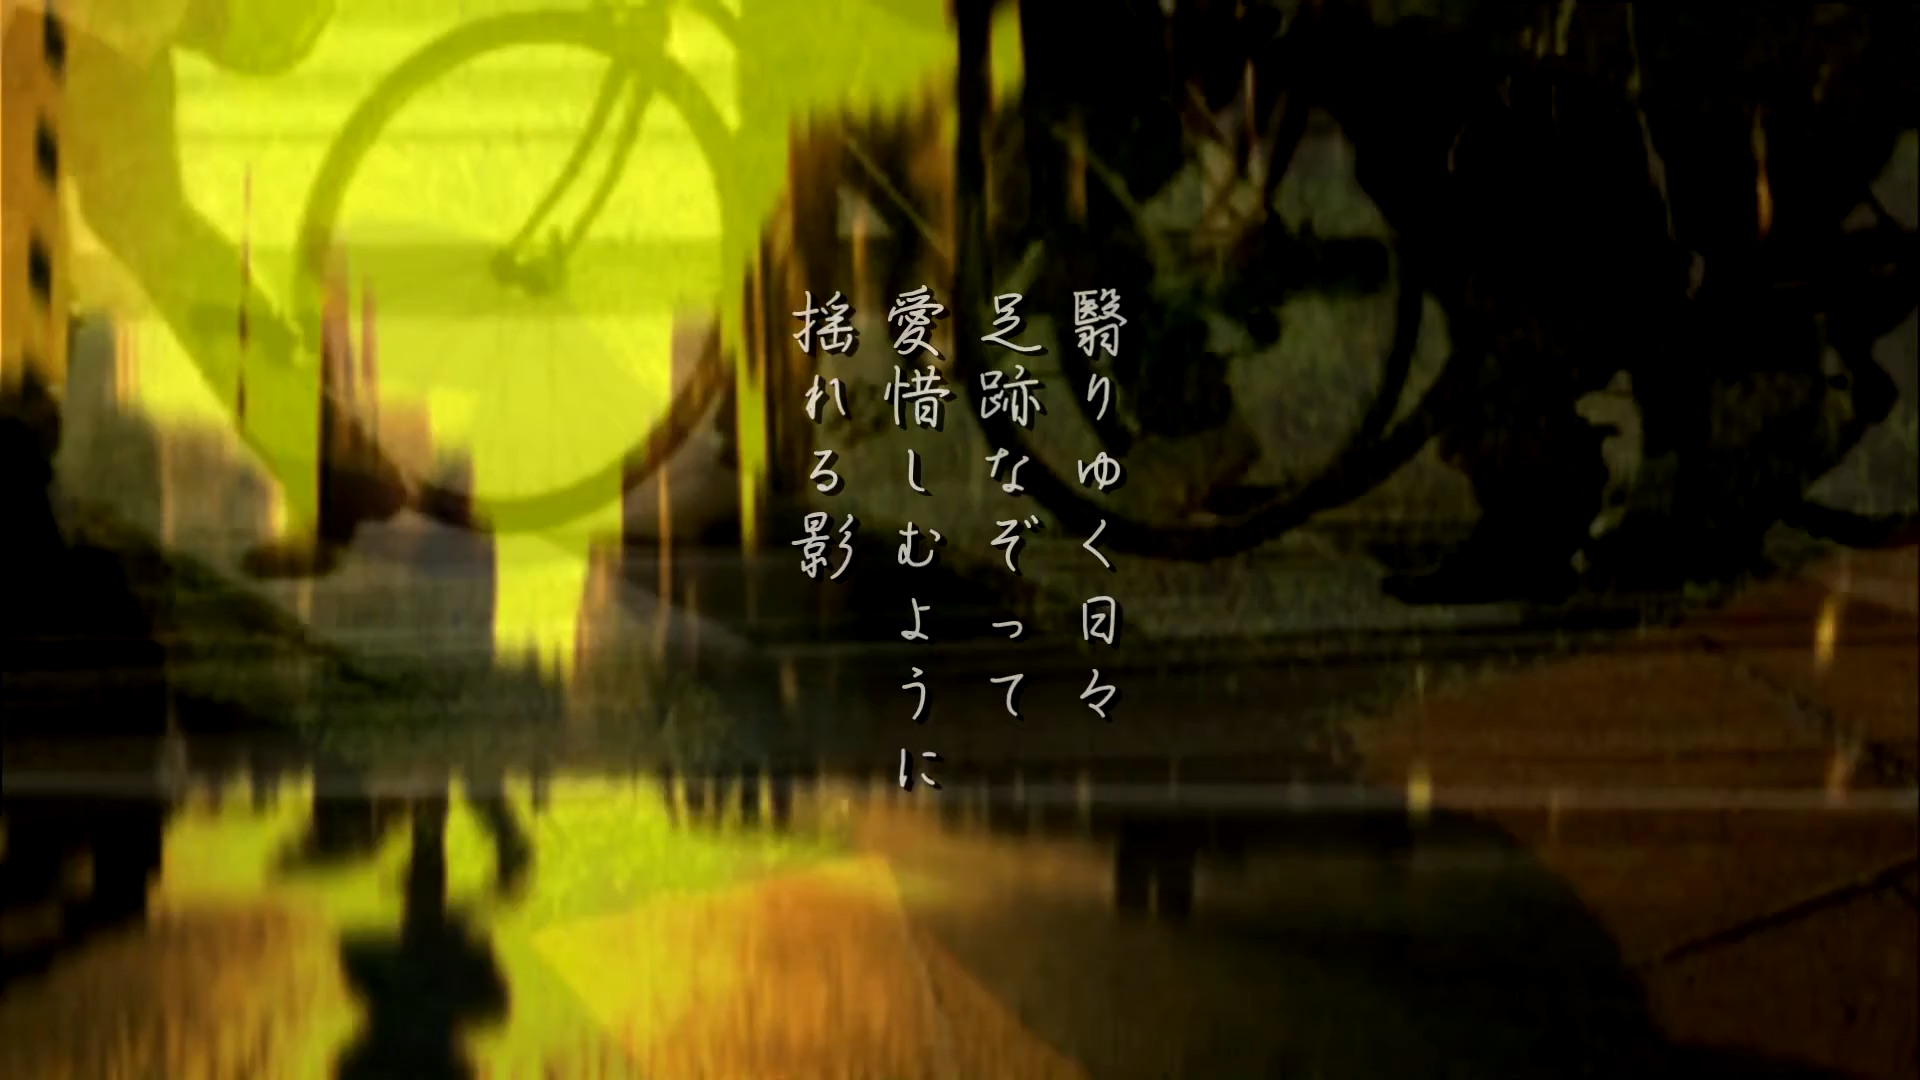 翳りゆく日々
足跡なぞって
愛惜しむように
揺れる影